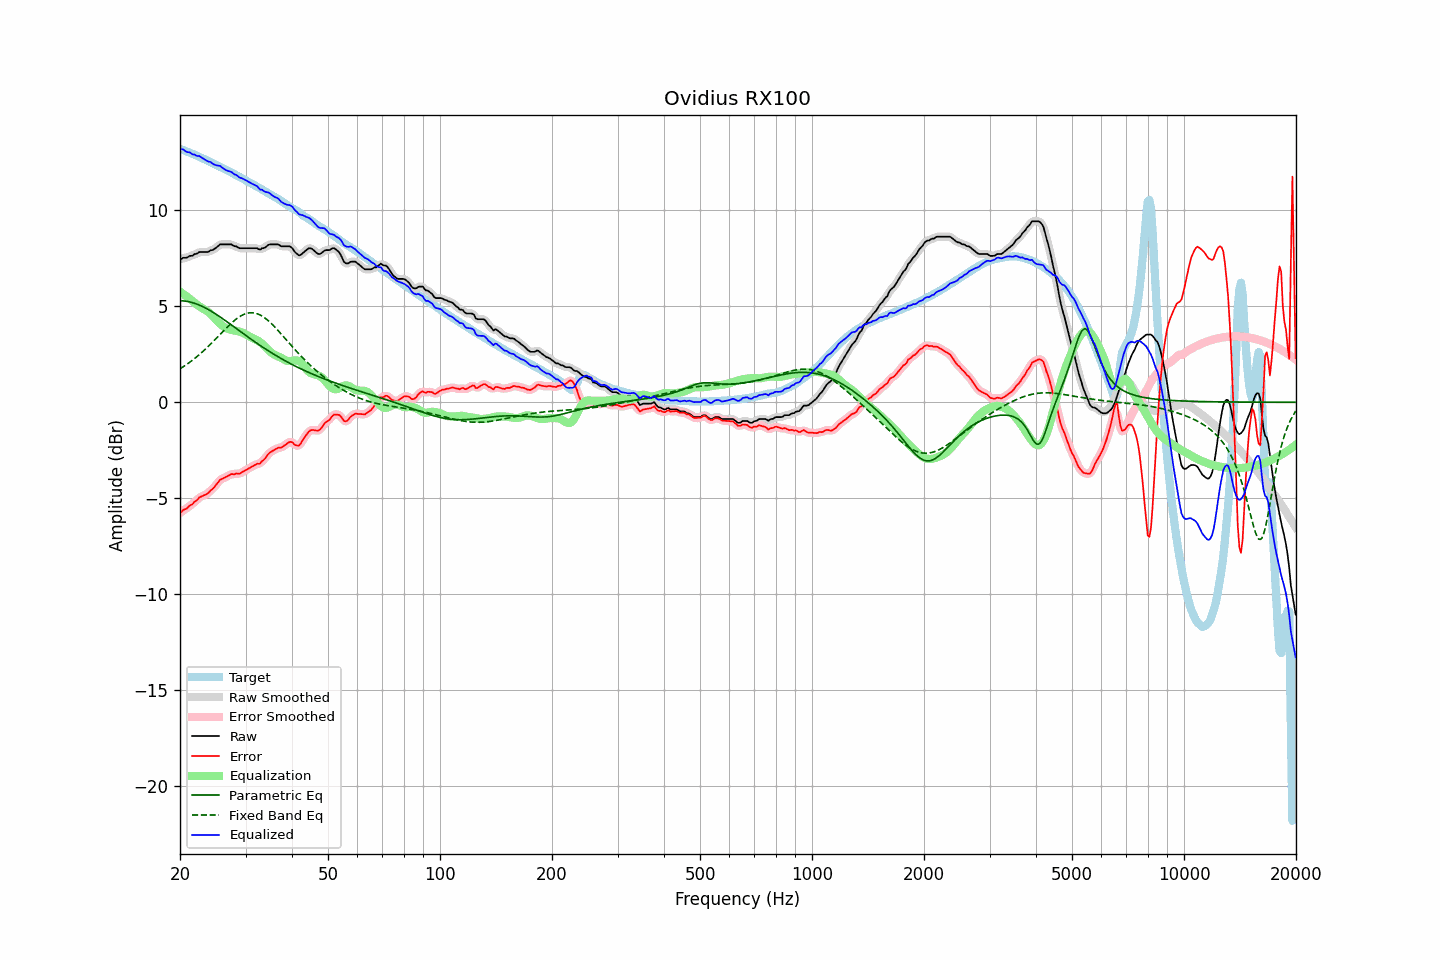 Ovidius RX100
Amplitude (dBr)
10
5
0
−5
−10
−15
−20
Target
Raw Smoothed
Error Smoothed
Raw
Error
Equalization
Parametric Eq
Fixed Band Eq
Equalized
20 50 100 200 500 1000 2000 5000 10000 20000
Frequency (Hz)